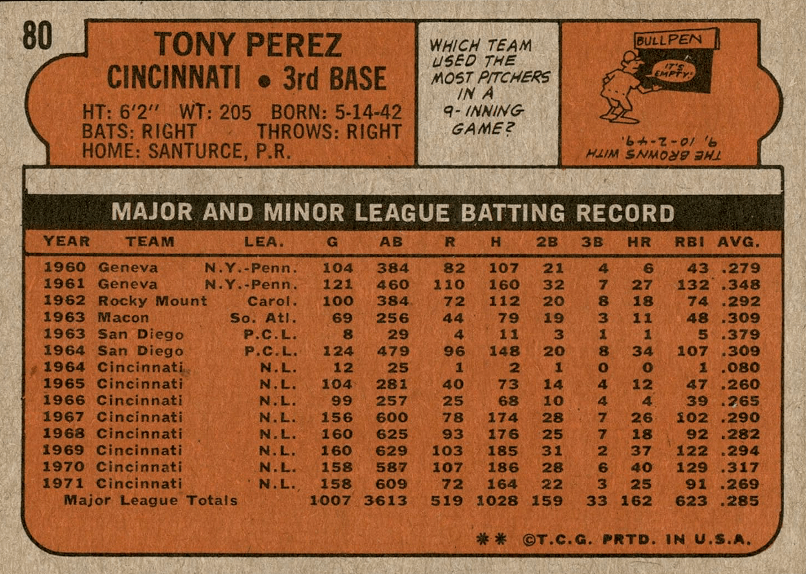 80
TONY PEREZ
CINCINNATI • 3rd BASE
HT: 6'2" WT: 205 BORN: 5-14-42
BATS: RIGHT THROWS: RIGHT
HOME: SANTURCE, P.R.
WHICH TEAM
USED THE
MOST PITCHERS
IN A
9-INNING
GAME?
BULLPEN
IT'S
EMPTY!
THE BROWNS WITH
9, 10-2-49.
MAJOR AND MINOR LEAGUE BATTING RECORD
YEAR TEAM LEA. G AB R H 2B 3B HR RBI AVG.
1960 Geneva N.Y.-Penn. 104 384 82 107 21 4 6 43 .279
1961 Geneva N.Y.-Penn. 121 460 110 160 32 7 27 132 .348
1962 Rocky Mount Carol. 100 384 72 112 20 8 18 74 .292
1963 Macon So. Atl. 69 256 44 79 19 3 11 48 .309
1963 San Diego P.C.L. 8 29 4 11 3 1 1 5 .379
1964 San Diego P.C.L. 124 479 96 148 20 8 34 107 .309
1964 Cincinnati N.L. 12 25 1 2 1 0 0 1 .080
1965 Cincinnati N.L. 104 281 40 73 14 4 12 47 .260
1966 Cincinnati N.L. 99 257 25 68 10 4 4 39 .265
1967 Cincinnati N.L. 156 600 78 174 28 7 26 102 .290
1968 Cincinnati N.L. 160 625 93 176 25 7 18 92 .282
1969 Cincinnati N.L. 160 629 103 185 31 2 37 122 .294
1970 Cincinnati N.L. 158 587 107 186 28 6 40 129 .317
1971 Cincinnati N.L. 158 609 72 164 22 3 25 91 .269
Major League Totals 1007 3613 519 1028 159 33 162 623 .285
** ©T.C.G. PRTD. IN U.S.A.